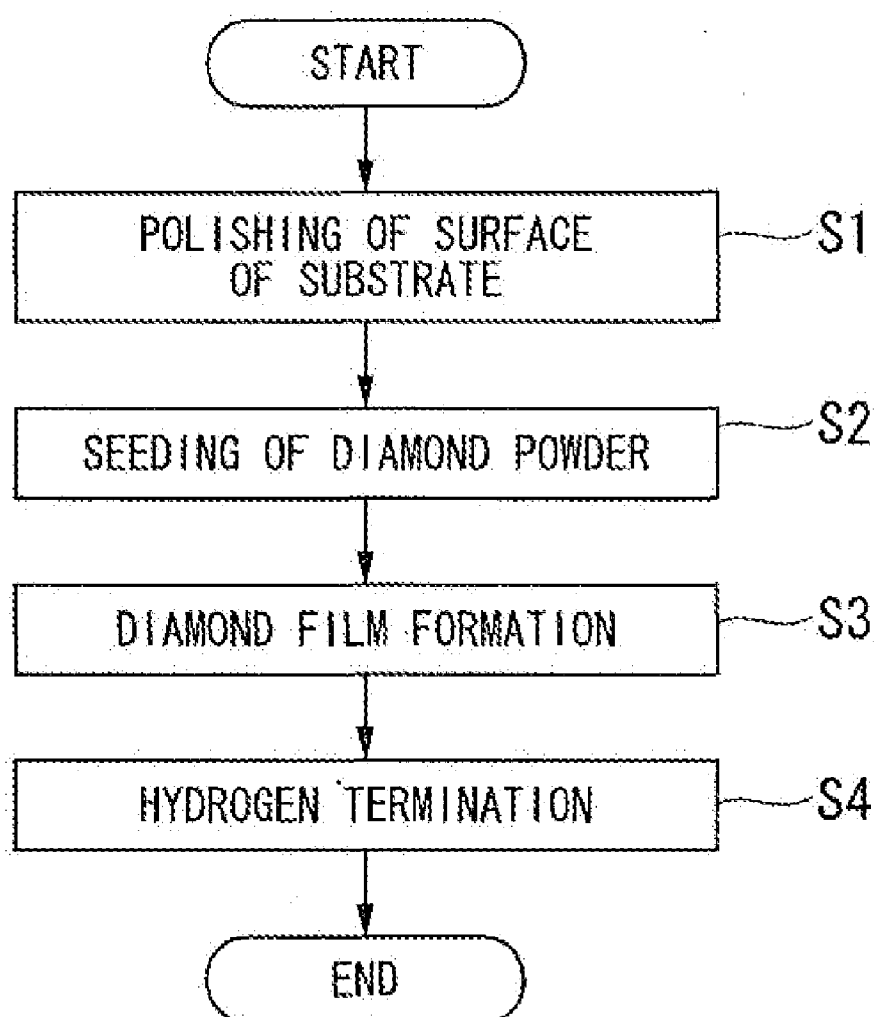 START
POLISHING OF SURFACE
OF SUBSTRATE
S1
SEEDING OF DIAMOND POWDER
S2
DIAMOND FILM FORMATION
S3
HYDROGEN TERMINATION
S4
END